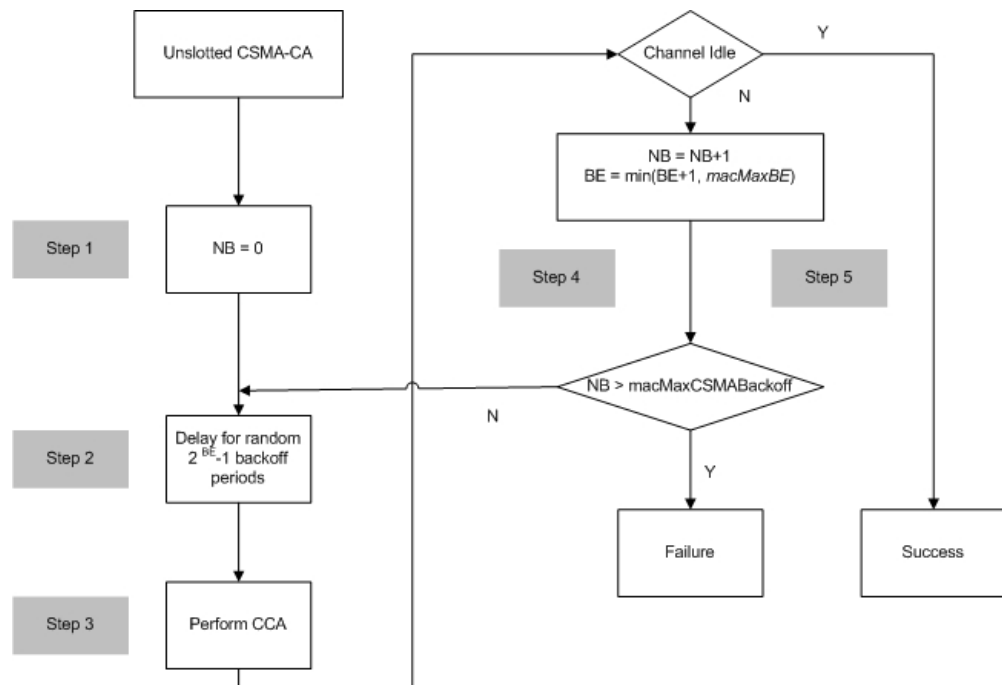 Unslotted CSMA-CA
Step 1
NB = 0
Step 2
Delay for random
2 BE-1 backoff
periods
Step 3
Perform CCA
Channel Idle
Y
N
NB = NB+1
BE = min(BE+1, macMaxBE)
Step 4
Step 5
NB > macMaxCSMABackoff
N
Y
Failure
Success